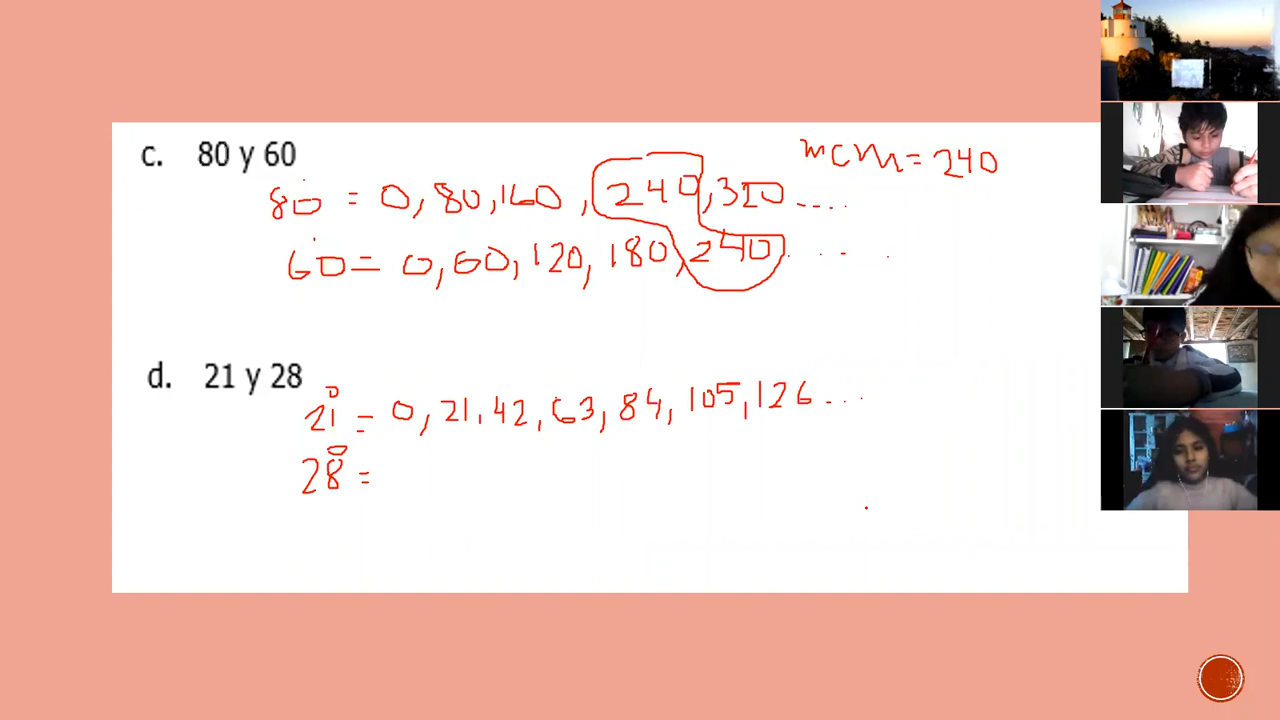 c. 80 y 60
mcm = 240
80 = 0, 80, 160, 240, 320 ....
60 = 0, 60, 120, 180, 240 ....
d. 21 y 28
21 = 0, 21, 42, 63, 84, 105, 126 ...
28 =